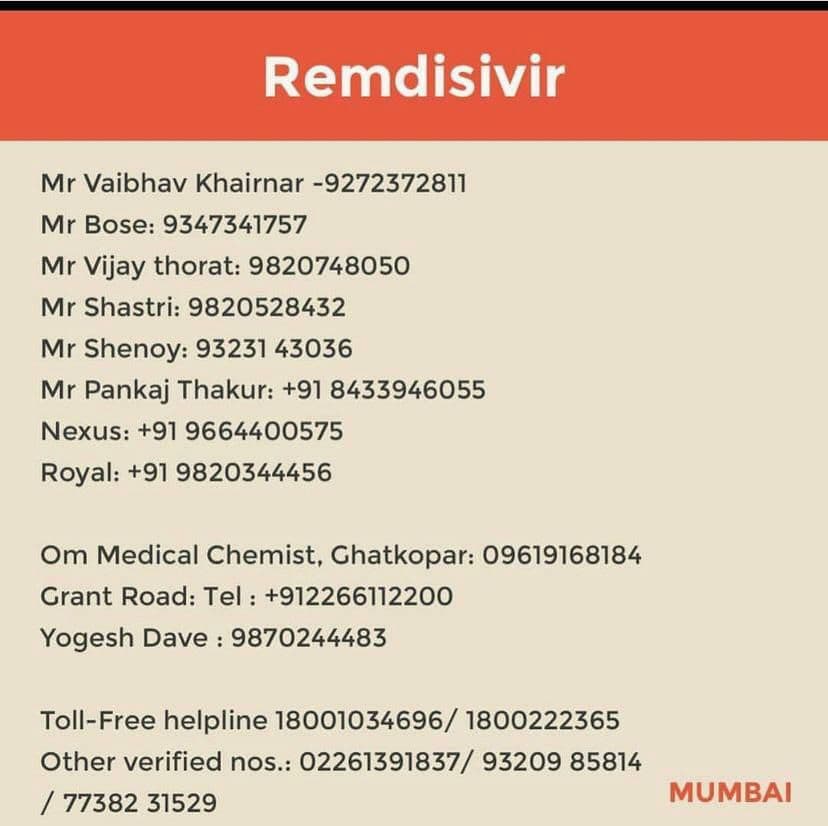 Remdisivir
Mr Vaibhav Khairnar -9272372811
Mr Bose: 9347341757
Mr Vijay thorat: 9820748050
Mr Shastri: 9820528432
Mr Shenoy: 93231 43036
Mr Pankaj Thakur: +91 8433946055
Nexus: +91 9664400575
Royal: +91 9820344456
Om Medical Chemist, Ghatkopar: 09619168184
Grant Road: Tel : +912266112200
Yogesh Dave : 9870244483
Toll-Free helpline 18001034696/ 1800222365
Other verified nos.: 02261391837/ 93209 85814
/ 77382 31529
MUMBAI